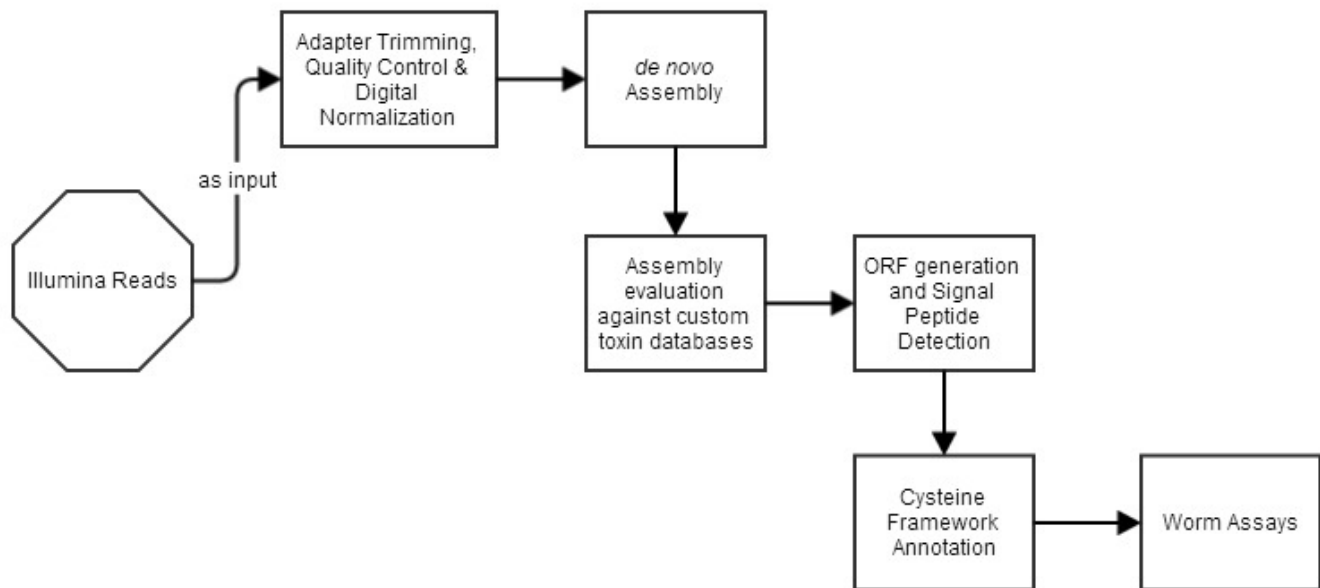 Illumina Reads
as input
Adapter Trimming,
Quality Control &
Digital
Normalization
de novo
Assembly
Assembly
evaluation
against custom
toxin databases
ORF generation
and Signal
Peptide
Detection
Cysteine
Framework
Annotation
Worm Assays